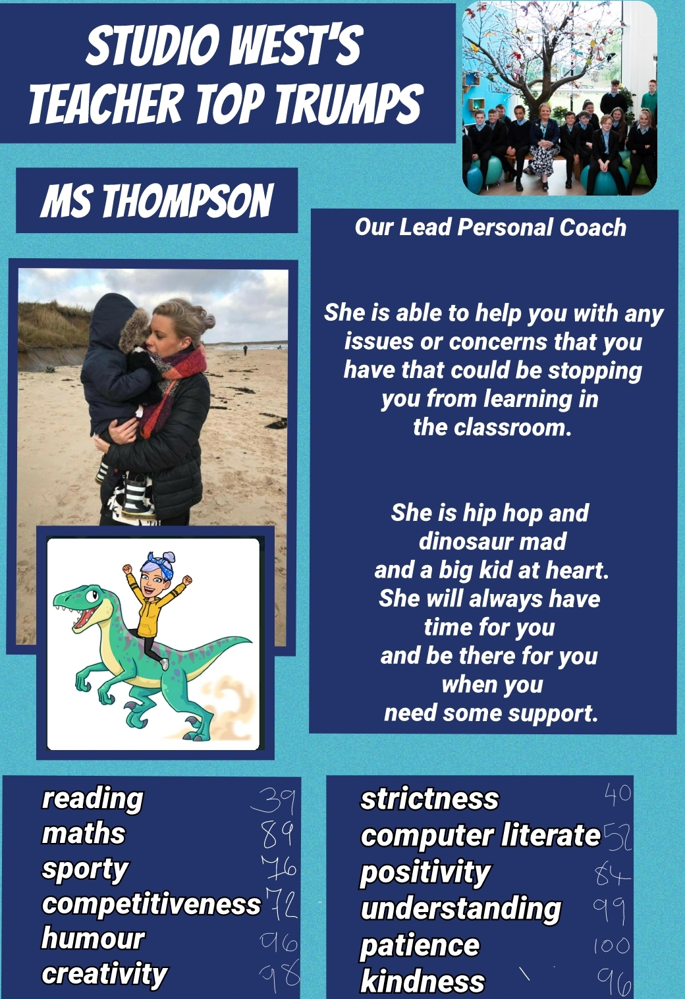 STUDIO WEST'S
TEACHER TOP TRUMPS
MS THOMPSON
Our Lead Personal Coach
She is able to help you with any
issues or concerns that you
have that could be stopping
you from learning in
the classroom.
She is hip hop and
dinosaur mad
and a big kid at heart.
She will always have
time for you
and be there for you
when you
need some support.
reading 39
maths 89
sporty 76
competitiveness 72
humour 96
creativity 98
strictness 40
computer literate 52
positivity 84
understanding 99
patience 100
kindness 96